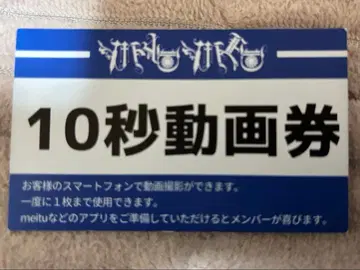 10秒動画券
お客様のスマートフォンで動画撮影ができます。
一度に1枚まで使用できます。
meituなどのアプリをご準備していただけるとメンバーが喜びます。